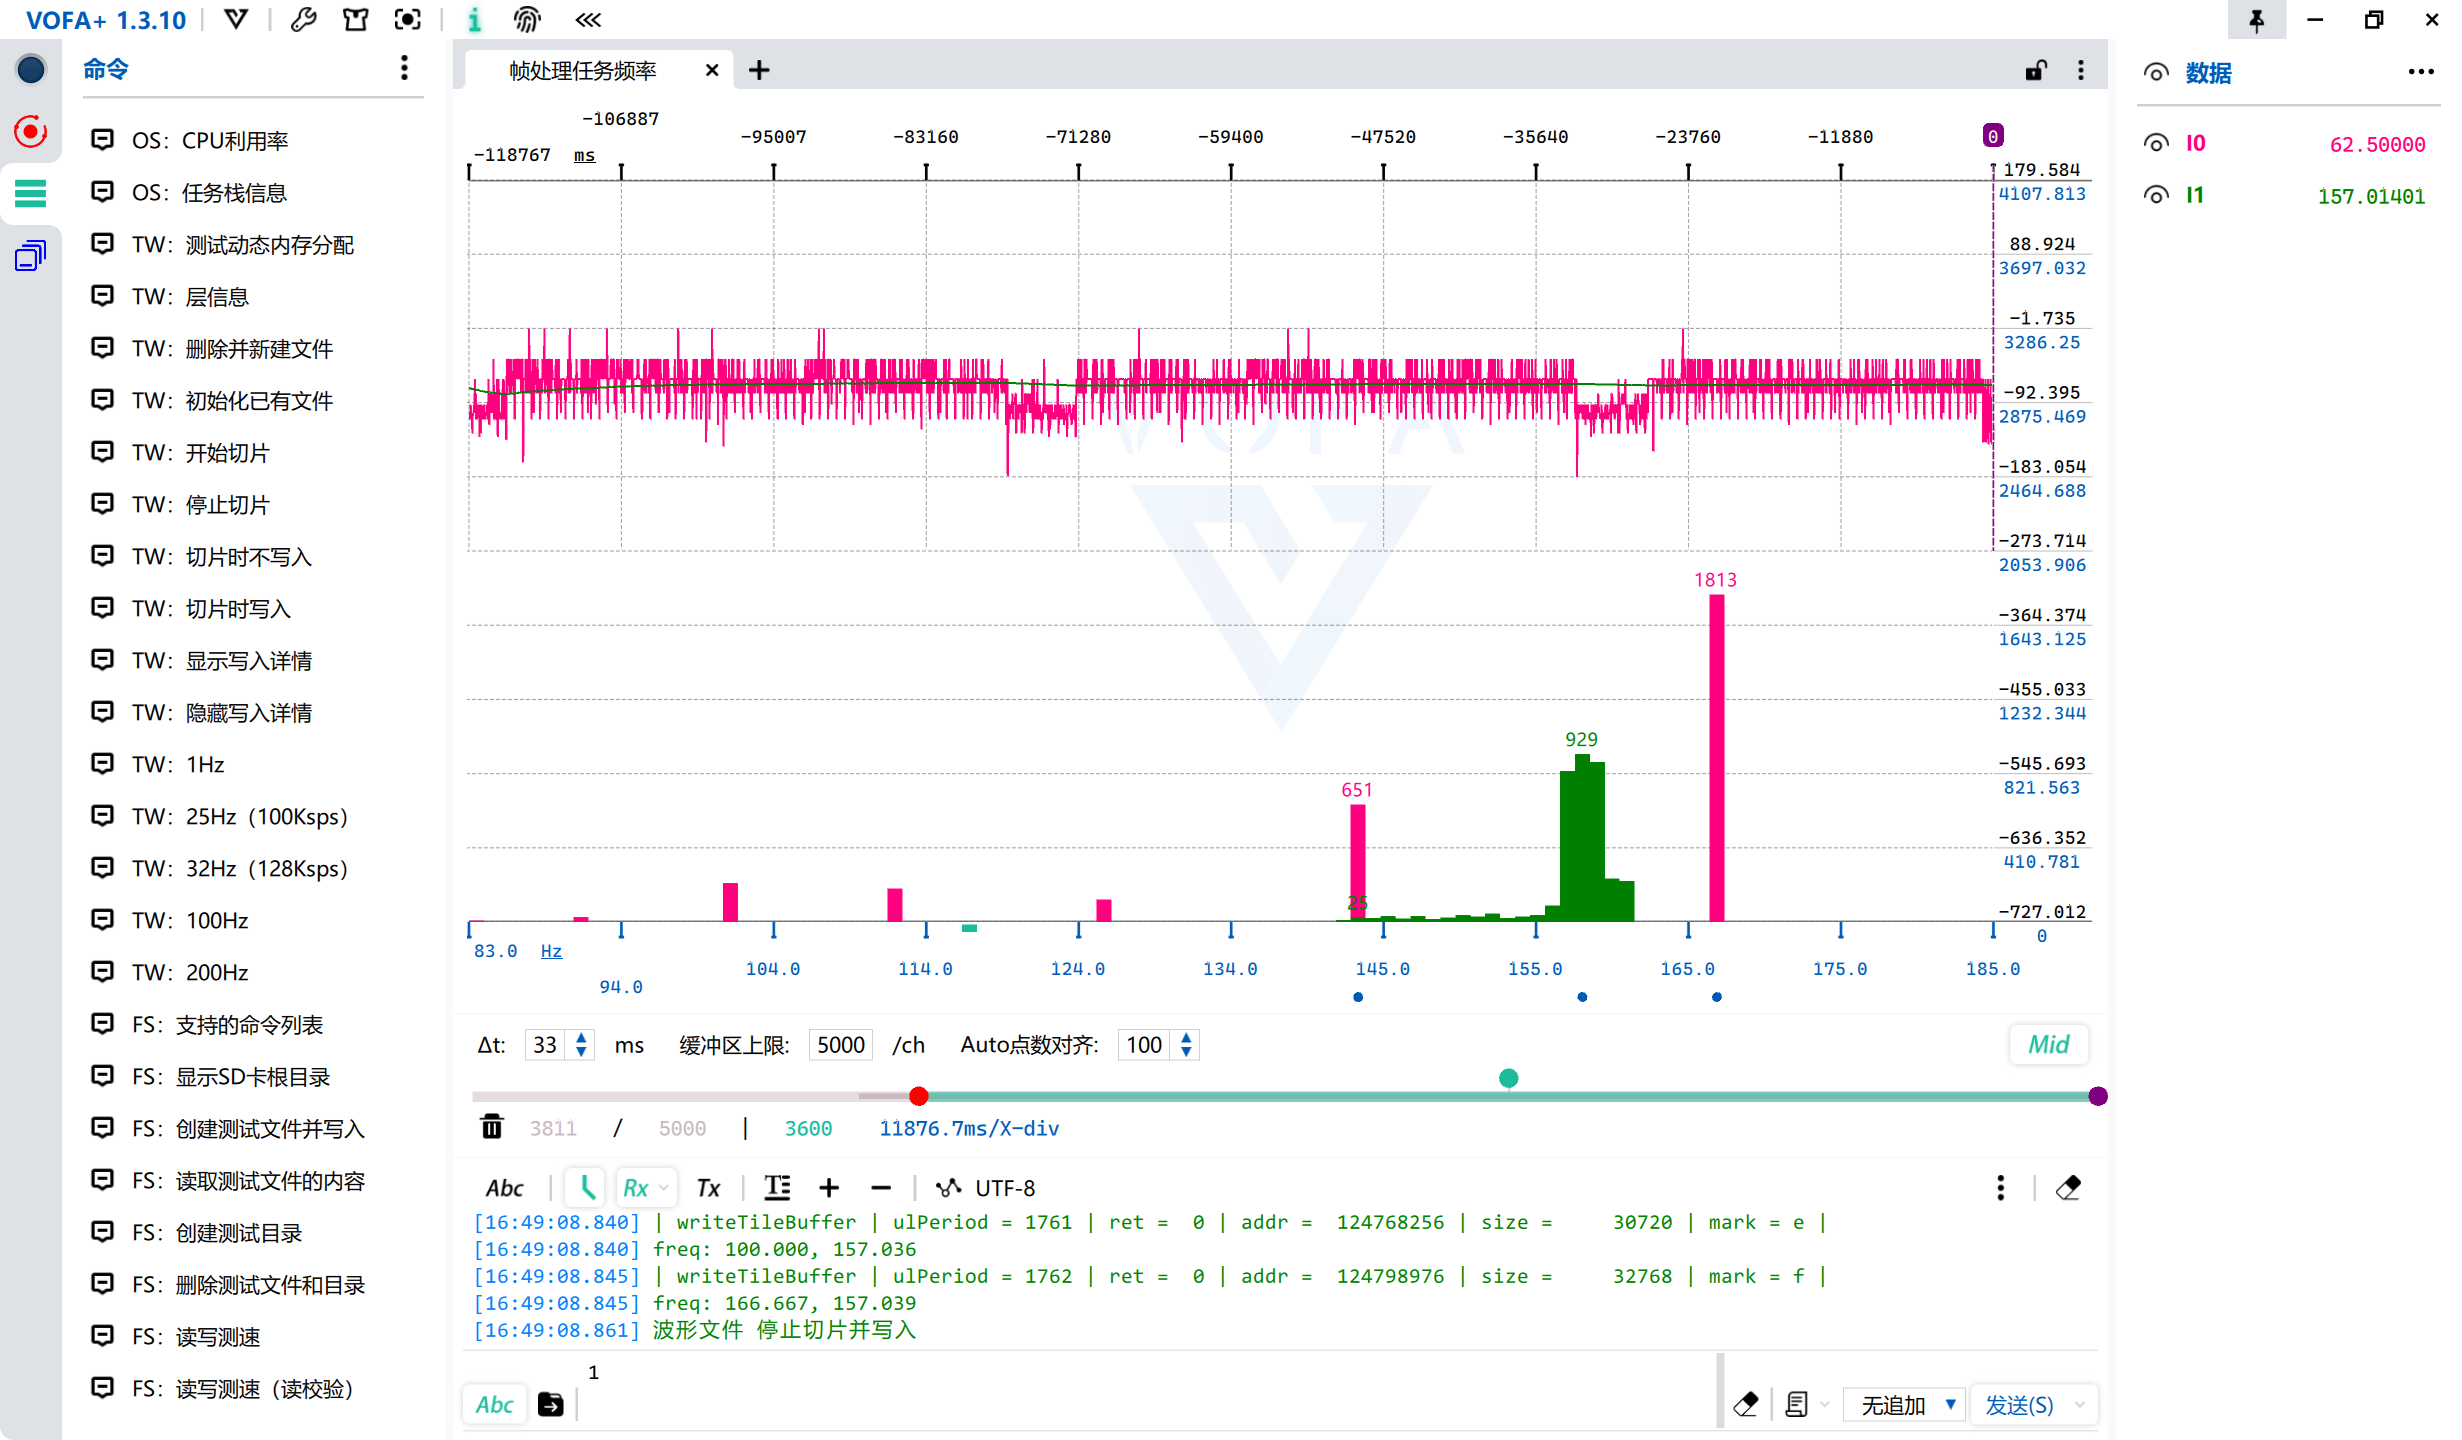 VOFA+ 1.3.10
命令
OS：CPU利用率
OS：任务栈信息
TW：测试动态内存分配
TW：层信息
TW：删除并新建文件
TW：初始化已有文件
TW：开始切片
TW：停止切片
TW：切片时不写入
TW：切片时写入
TW：显示写入详情
TW：隐藏写入详情
TW：1Hz
TW：25Hz（100Ksps）
TW：32Hz（128Ksps）
TW：100Hz
TW：200Hz
FS：支持的命令列表
FS：显示SD卡根目录
FS：创建测试文件并写入
FS：读取测试文件的内容
FS：创建测试目录
FS：删除测试文件和目录
FS：读写测速
FS：读写测速（读校验）
帧处理任务频率
-118767 ms -106887 -95007 -83160 -71280 -59400 -47520 -35640 -23760 -11880 0
179.584
4107.813
88.924
3697.032
-1.735
3286.25
-92.395
2875.469
-183.054
2464.688
-273.714
2053.906
-364.374
1643.125
-455.033
1232.344
-545.693
821.563
-636.352
410.781
-727.012
0
VOFA
1813
929
651
25
83.0 Hz 94.0 104.0 114.0 124.0 134.0 145.0 155.0 165.0 175.0 185.0
Δt: 33 ms 缓冲区上限: 5000 /ch Auto点数对齐: 100 Mid
3811 / 5000 | 3600 11876.7ms/X-div
Abc | Rx Tx | T + − | UTF-8
[16:49:08.840] | writeTileBuffer | ulPeriod = 1761 | ret = 0 | addr = 124768256 | size = 30720 | mark = e |
[16:49:08.840] freq: 100.000, 157.036
[16:49:08.845] | writeTileBuffer | ulPeriod = 1762 | ret = 0 | addr = 124798976 | size = 32768 | mark = f |
[16:49:08.845] freq: 166.667, 157.039
[16:49:08.861] 波形文件 停止切片并写入
1
Abc 无追加 发送(S)
数据
I0 62.50000
I1 157.01401